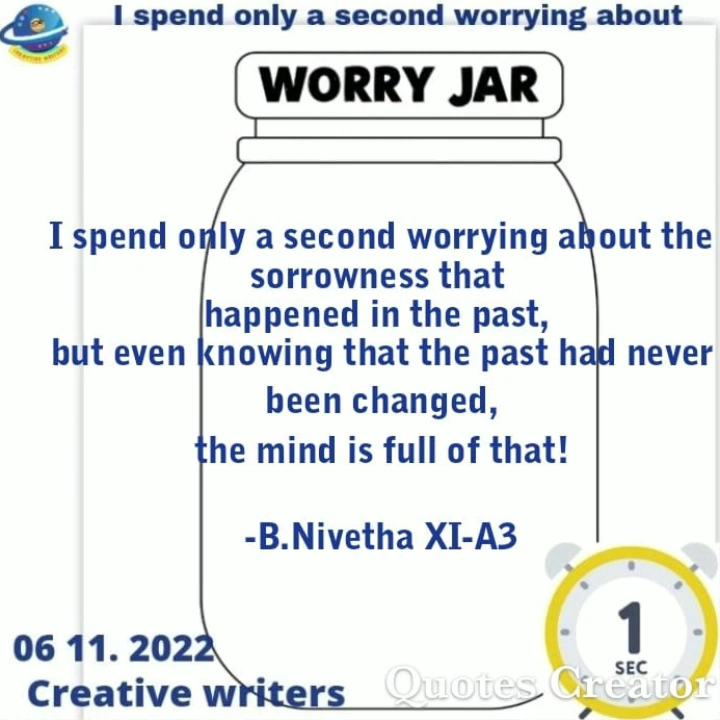 I spend only a second worrying about
WORRY JAR
I spend only a second worrying about the
sorrowness that
happened in the past,
but even knowing that the past had never
been changed,
the mind is full of that!
-B.Nivetha XI-A3
1
SEC
06 11. 2022
Creative writers
Quotes Creator